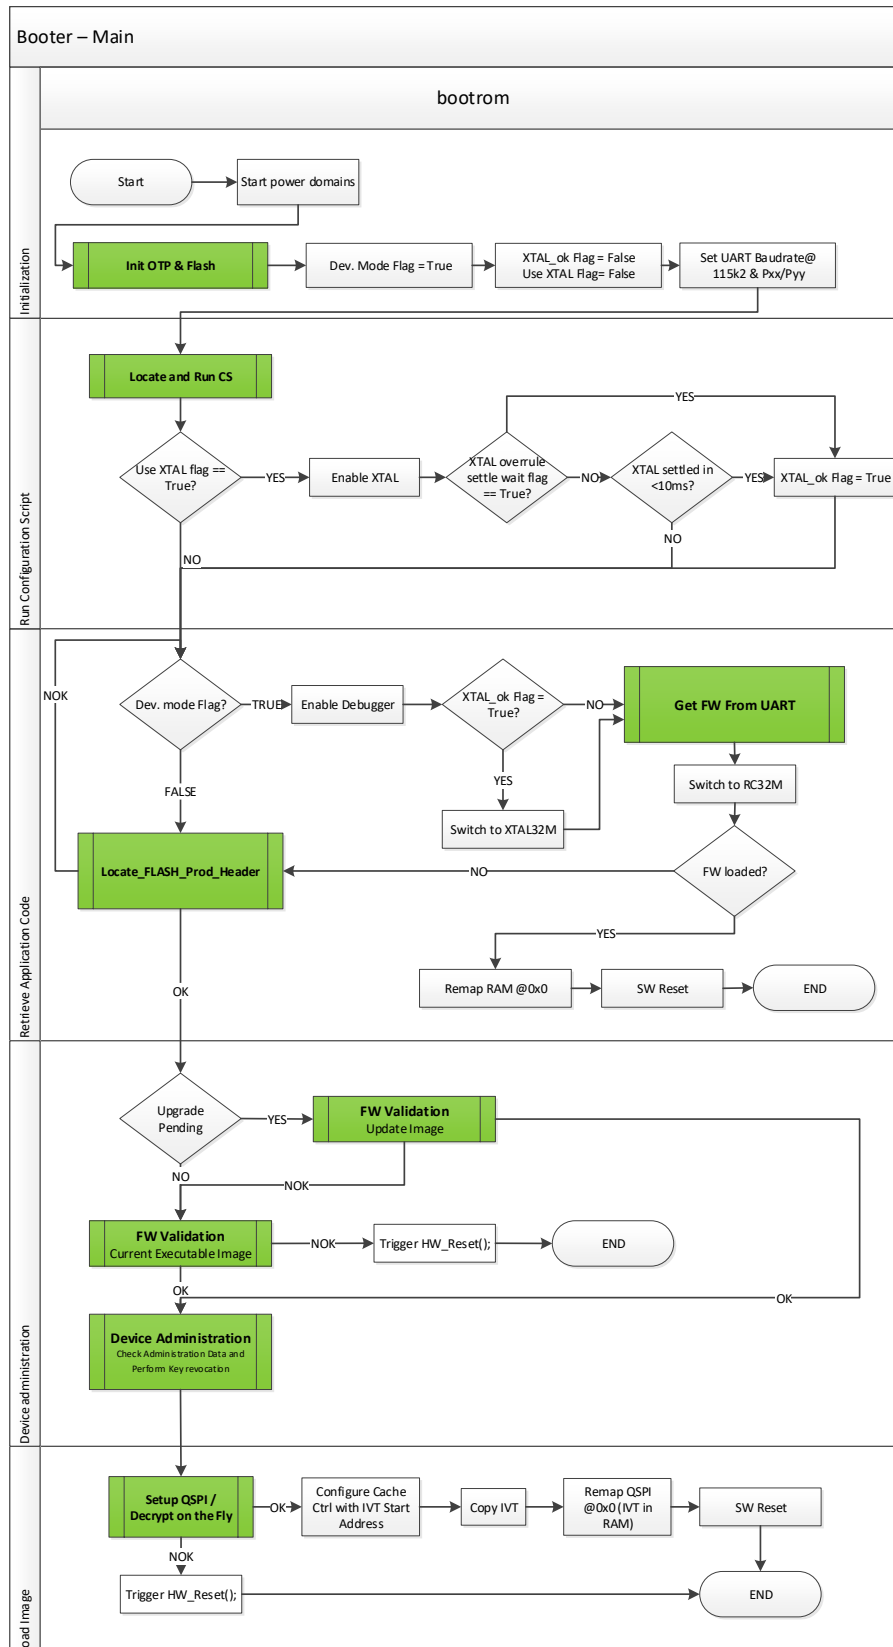 Booter – Main
bootrom
Initialization
Start
Start power domains
Init OTP & Flash
Dev. Mode Flag = True
XTAL_ok Flag = False
Use XTAL Flag= False
Set UART Baudrate@
115k2 & Pxx/Pyy
Run Configuration Script
Locate and Run CS
YES
Use XTAL flag ==
True?
YES
Enable XTAL
XTAL overrule
settle wait flag
== True?
NO
XTAL settled in
<10ms?
YES
XTAL_ok Flag = True
NO
NO
Retrieve Application Code
NOK
Dev. mode Flag?
TRUE
Enable Debugger
XTAL_ok Flag =
True?
NO
Get FW From UART
YES
Switch to RC32M
FALSE
Switch to XTAL32M
Locate_FLASH_Prod_Header
NO
FW loaded?
YES
OK
Remap RAM @0x0
SW Reset
END
Device administration
Upgrade
Pending
YES
FW Validation
Update Image
NO
NOK
FW Validation
Current Executable Image
NOK
Trigger HW_Reset();
END
OK
OK
Device Administration
Check Administration Data and
Perform Key revocation
oad Image
Setup QSPI /
Decrypt on the Fly
OK
Configure Cache
Ctrl with IVT Start
Address
Copy IVT
Remap QSPI
@0x0 (IVT in
RAM)
SW Reset
NOK
Trigger HW_Reset();
END